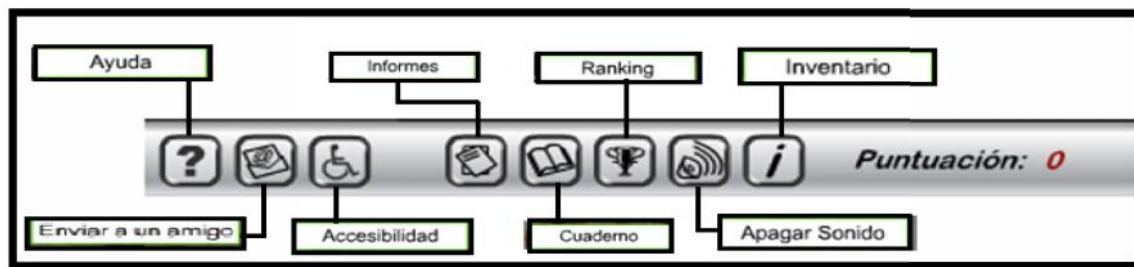 Ayuda
Informes
Ranking
Inventario
?
@
i
Puntuación: 0
Enviar a un amigo
Accesibilidad
Cuaderno
Apagar Sonido